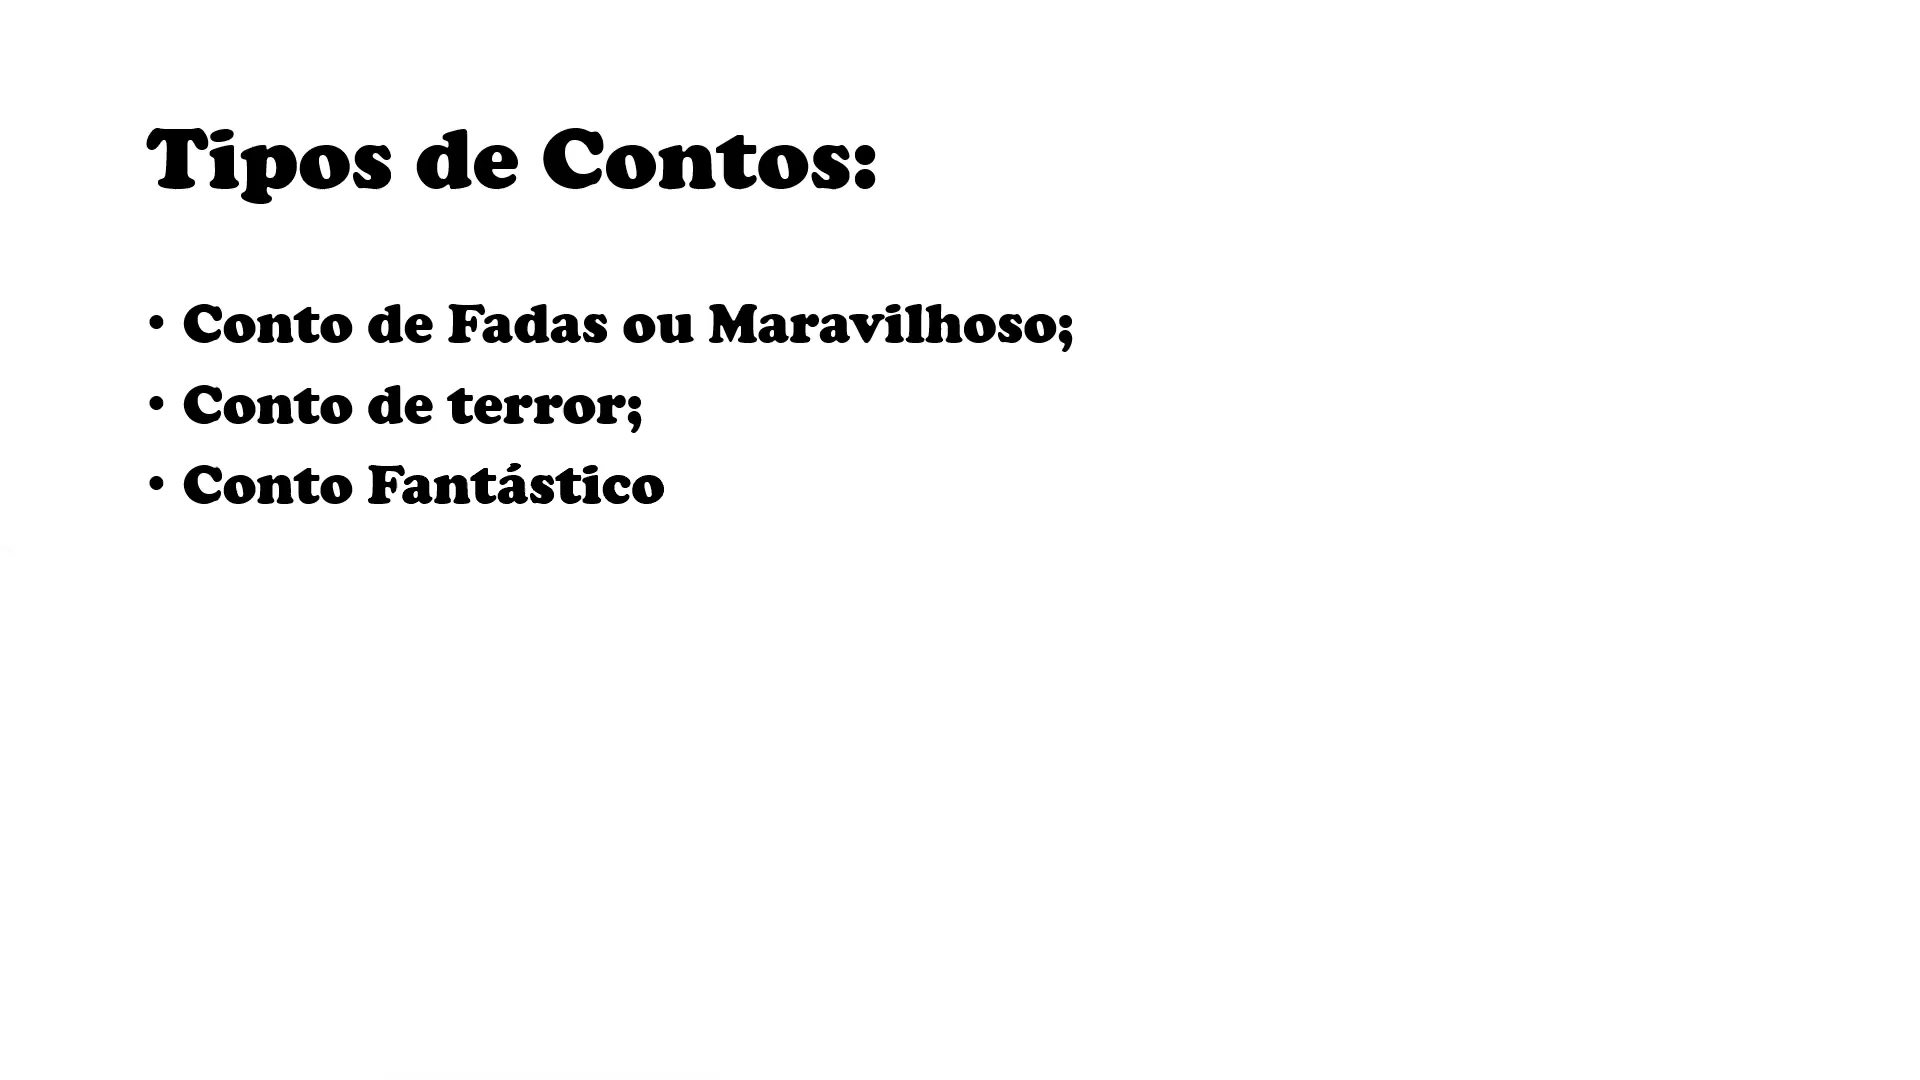 Tipos de Contos:
• Conto de Fadas ou Maravilhoso;
• Conto de terror;
• Conto Fantástico